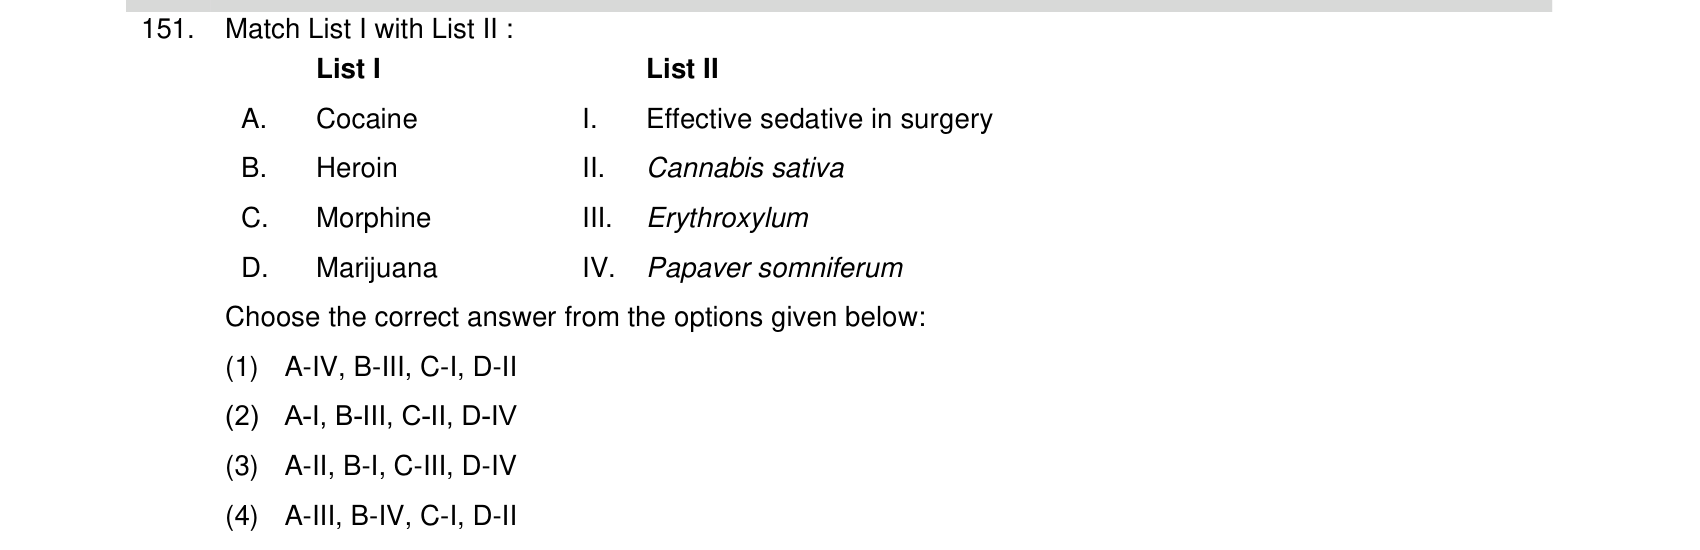 151. Match List I with List II :
List I List II
A. Cocaine I. Effective sedative in surgery
B. Heroin II. Cannabis sativa
C. Morphine III. Erythroxylum
D. Marijuana IV. Papaver somniferum
Choose the correct answer from the options given below:
(1) A-IV, B-III, C-I, D-II
(2) A-I, B-III, C-II, D-IV
(3) A-II, B-I, C-III, D-IV
(4) A-III, B-IV, C-I, D-II